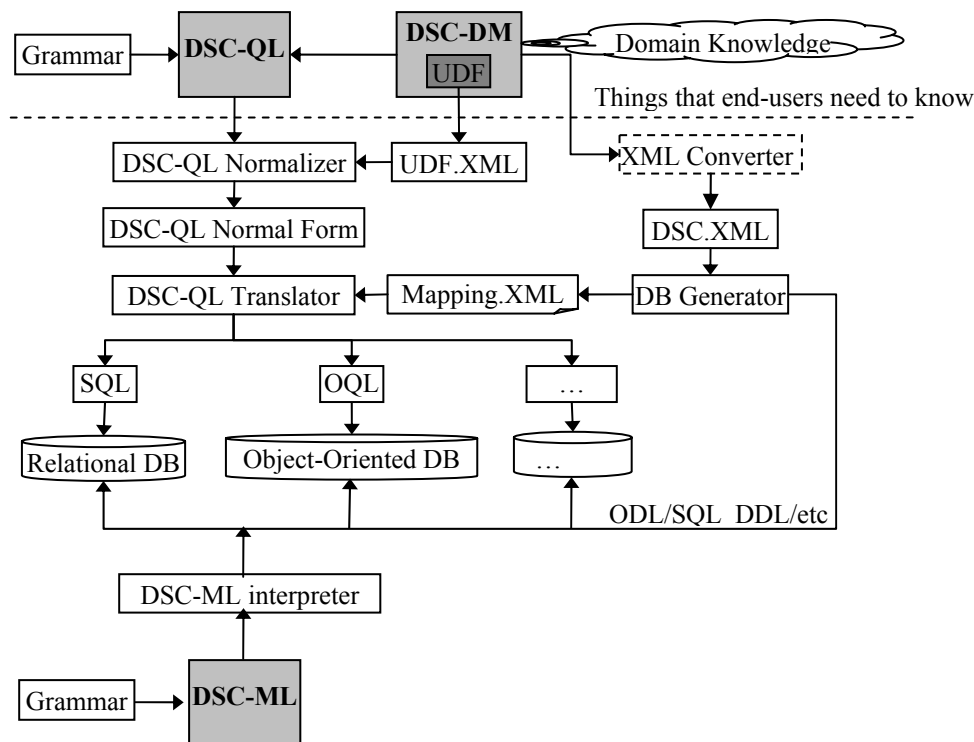 Grammar
DSC-QL
DSC-DM
UDF
Domain Knowledge
Things that end-users need to know
DSC-QL Normalizer
UDF.XML
XML Converter
DSC-QL Normal Form
DSC.XML
DSC-QL Translator
Mapping.XML
DB Generator
SQL
OQL
…
Relational DB
Object-Oriented DB
…
ODL/SQL DDL/etc
DSC-ML interpreter
Grammar
DSC-ML